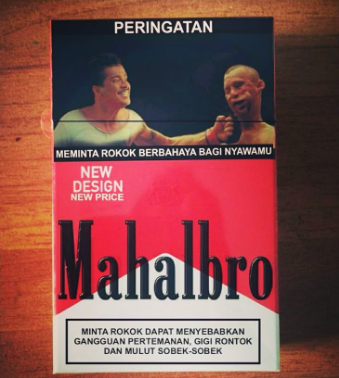 PERINGATAN
MEMINTA ROKOK BERBAHAYA BAGI NYAWAMU
NEW
DESIGN
NEW PRICE
Mahalbro
MINTA ROKOK DAPAT MENYEBABKAN
GANGGUAN PERTEMANAN, GIGI RONTOK
DAN MULUT SOBEK-SOBEK